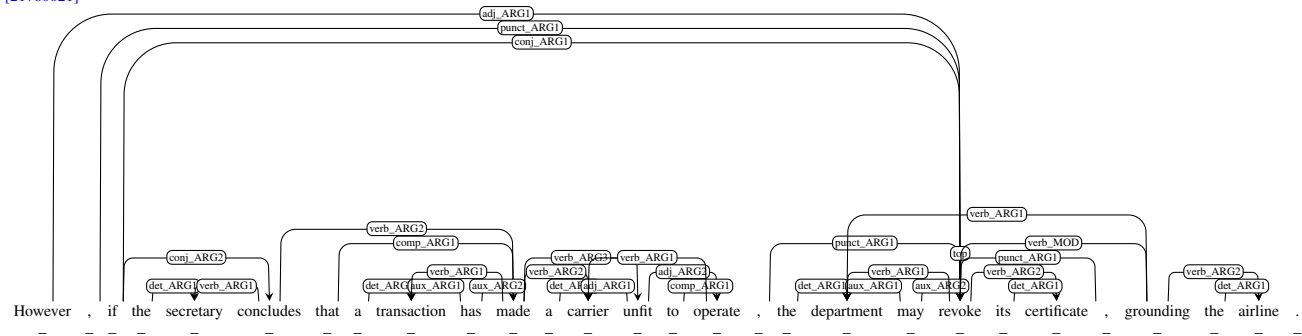 [21760021]
adj_ARG1
punct_ARG1
conj_ARG1
verb_ARG1
verb_ARG2
comp_ARG1 punct_ARG1 verb_MOD
top
conj_ARG2 verb_ARG3 verb_ARG1 punct_ARG1
verb_ARG1 verb_ARG2 adj_ARG2 verb_ARG1 verb_ARG2 verb_ARG2
det_ARG1 verb_ARG1 det_ARG1 aux_ARG1 aux_ARG2 adj_ARG1 comp_ARG1 det_ARG1 aux_ARG1 aux_ARG2 det_ARG1 det_ARG1
However , if the secretary concludes that a transaction has made a carrier unfit to operate , the department may revoke its certificate , grounding the airline .